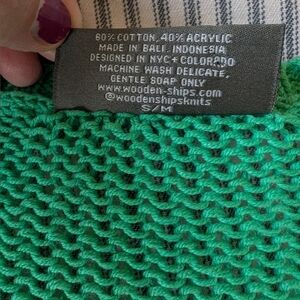 60% COTTON, 40% ACRYLIC
MADE IN BALI, INDONESIA
DESIGNED IN NYC + COLORADO
MACHINE WASH DELICATE,
GENTLE SOAP ONLY
www.wooden-ships.com
@woodenshipsknits
S/M